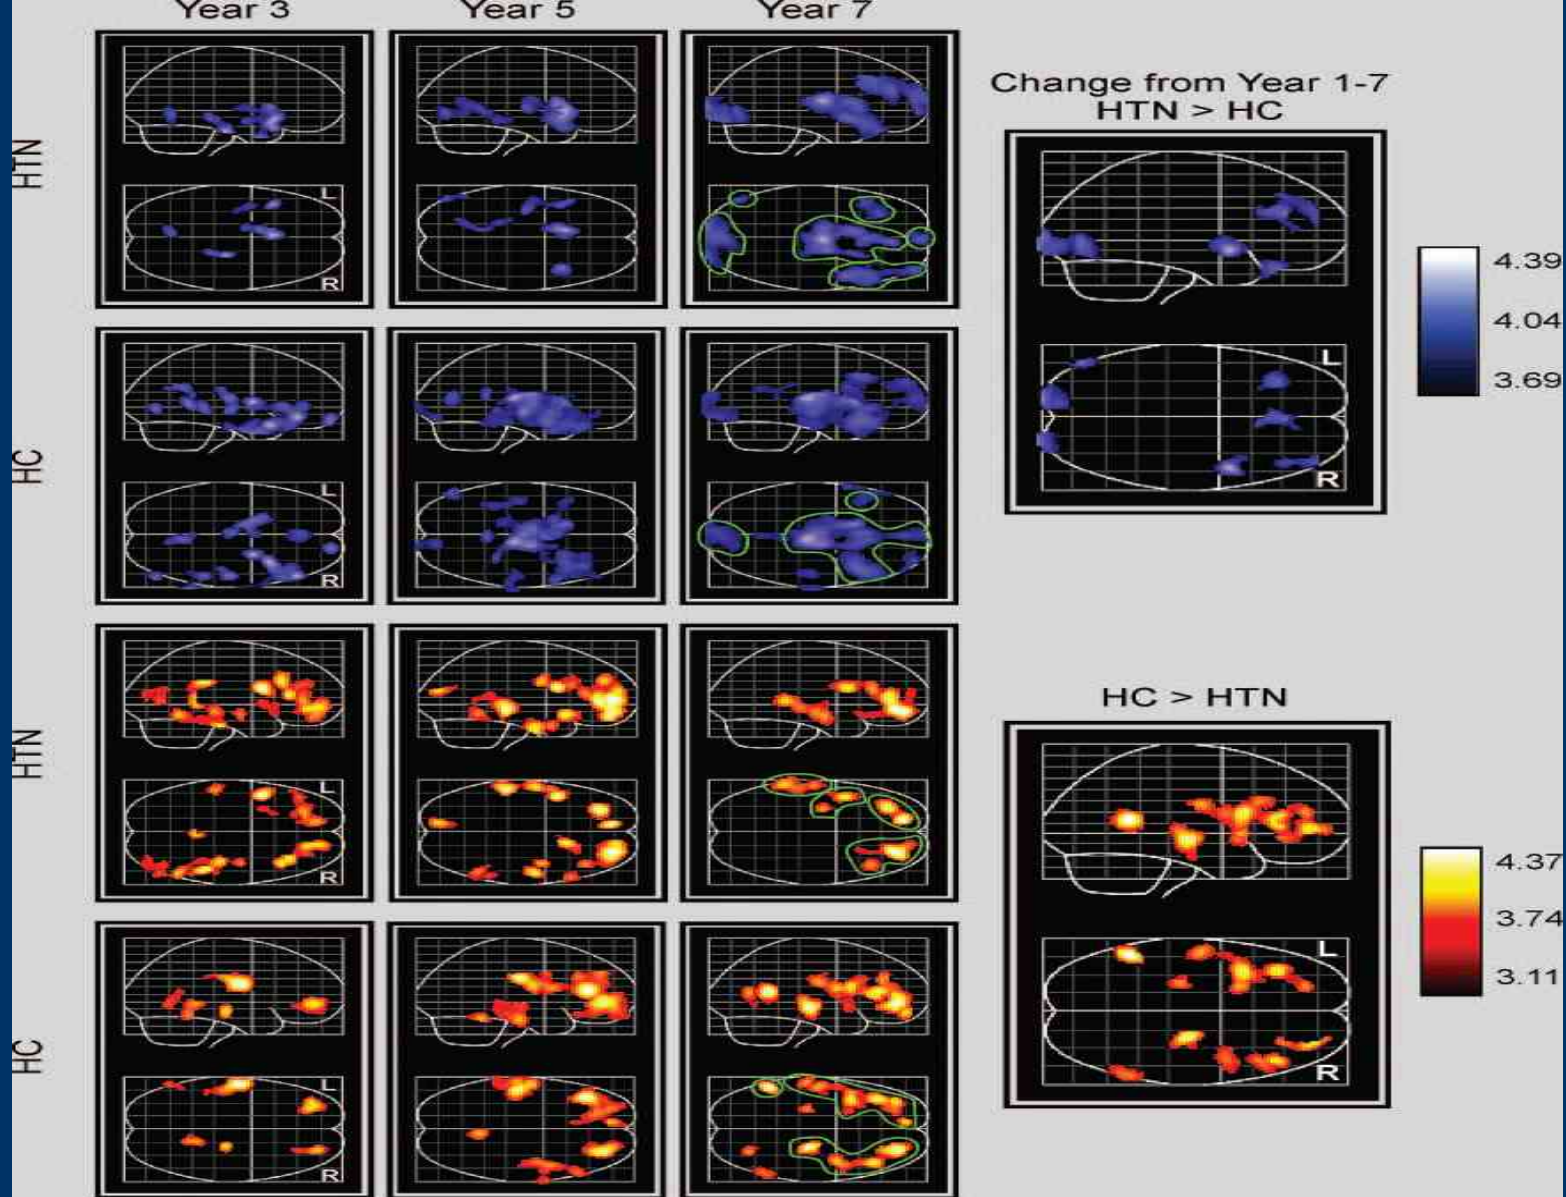 Year 3 Year 5 Year 7
Change from Year 1-7
HTN > HC
HTN
L
R
4.39
4.04
3.69
L
R
HC
L
R
HTN
L
R
HC > HTN
4.37
3.74
3.11
L
R
HC
L
R